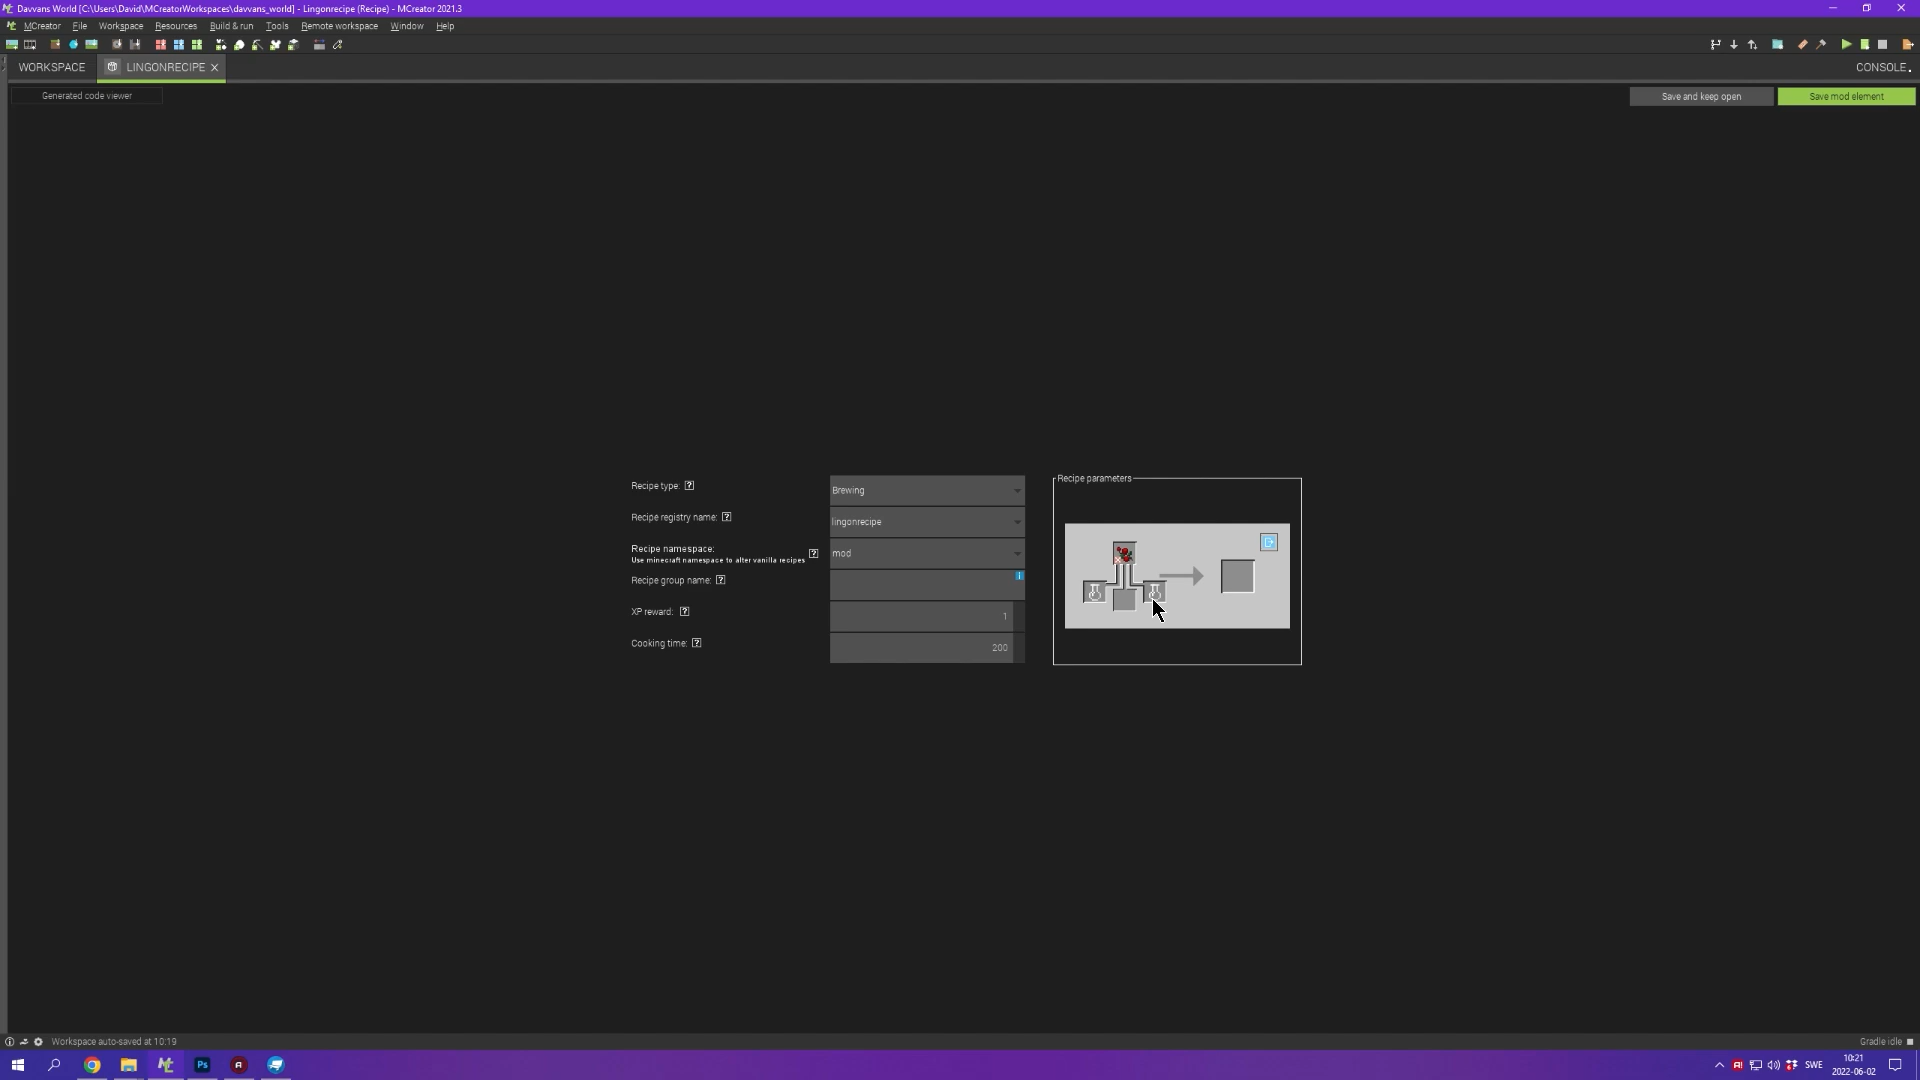 Davvans World [C:\Users\David\MCreatorWorkspaces\davvans_world] - Lingonrecipe (Recipe) - MCreator 2021.3
MCreator File Workspace Resources Build & run Tools Remote workspace Window Help
WORKSPACE LINGONRECIPE CONSOLE
Generated code viewer Save and keep open Save mod element
Recipe type: ? Brewing Recipe parameters
Recipe registry name: ? lingonrecipe
Recipe namespace: ? mod
Use minecraft namespace to alter vanilla recipes
Recipe group name: ?
XP reward: ? 1
Cooking time: ? 200
Workspace auto-saved at 10:19 Gradle idle
Ps SWE 10:21
2022-06-02